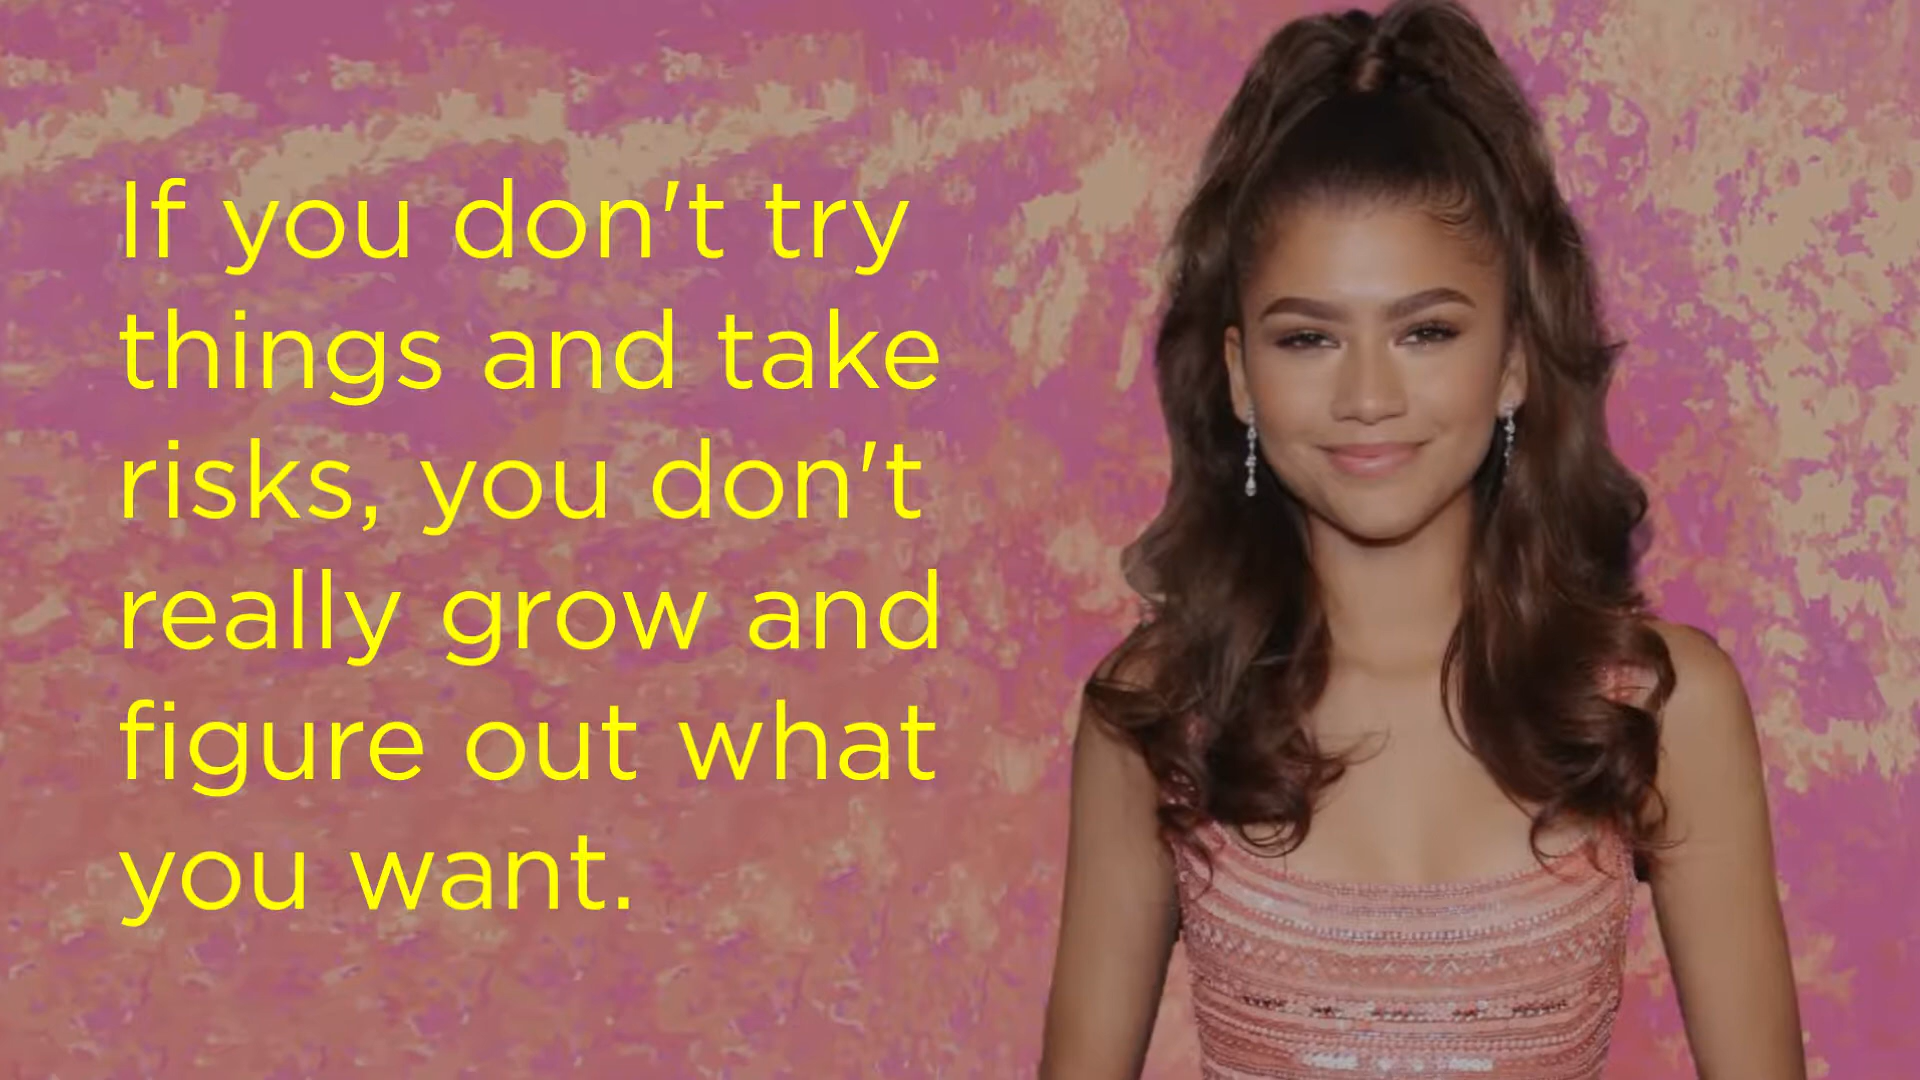 If you don't try
things and take
risks, you don't
really grow and
figure out what
you want.